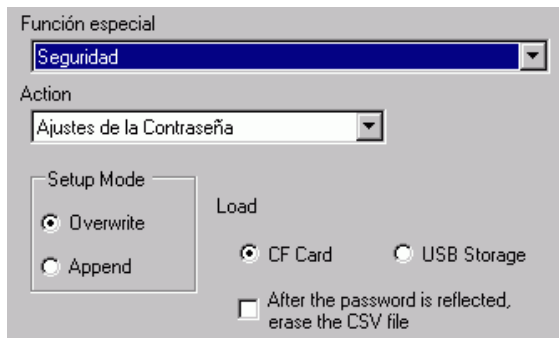 Función especial
Seguridad
Action
Ajustes de la Contraseña
Setup Mode
Overwrite
Append
Load
CF Card
USB Storage
After the password is reflected,
erase the CSV file